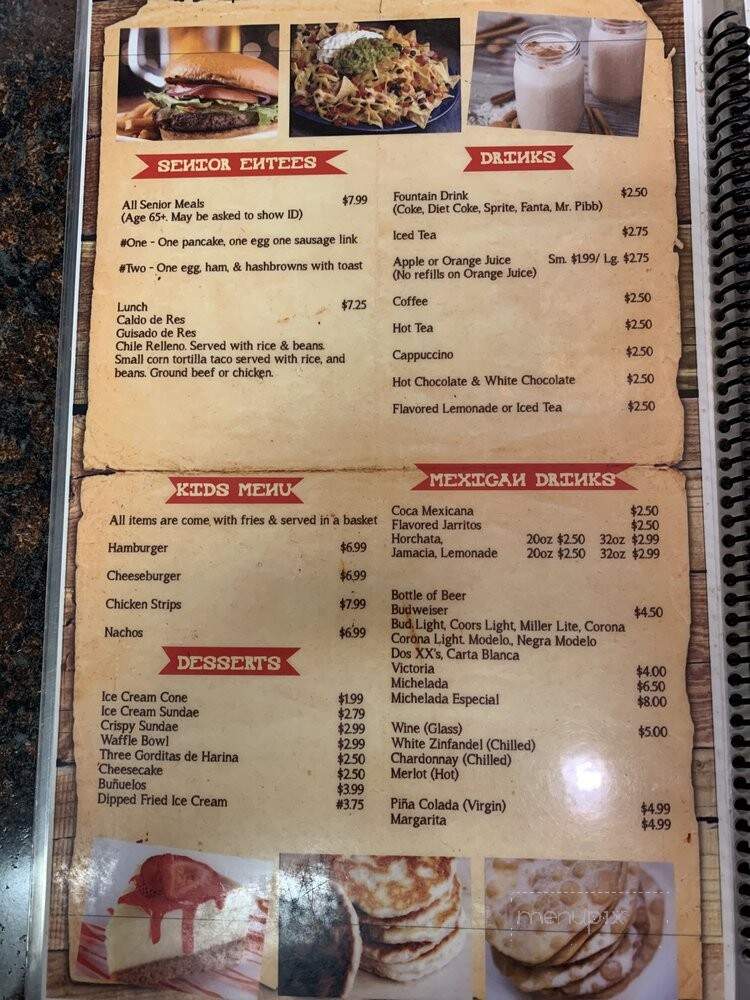 SENIOR ENTEES
All Senior Meals $7.99
(Age 65+. May be asked to show ID)
#One - One pancake, one egg one sausage link
#Two - One egg, ham, & hashbrowns with toast
Lunch $7.25
Caldo de Res
Guisado de Res
Chile Relleno. Served with rice & beans.
Small corn tortilla taco served with rice, and
beans. Ground beef or chicken.
DRINKS
Fountain Drink $2.50
(Coke, Diet Coke, Sprite, Fanta, Mr. Pibb)
Iced Tea $2.75
Apple or Orange Juice Sm. $1.99/ Lg. $2.75
(No refills on Orange Juice)
Coffee $2.50
Hot Tea $2.50
Cappuccino $2.50
Hot Chocolate & White Chocolate $2.50
Flavored Lemonade or Iced Tea $2.50
KIDS MENU
All items are come with fries & served in a basket
Hamburger $6.99
Cheeseburger $6.99
Chicken Strips $7.99
Nachos $6.99
DESSERTS
Ice Cream Cone $1.99
Ice Cream Sundae $2.79
Crispy Sundae $2.99
Waffle Bowl $2.99
Three Gorditas de Harina $2.50
Cheesecake $2.50
Buñuelos $3.99
Dipped Fried Ice Cream #3.75
MEXICAN DRINKS
Coca Mexicana $2.50
Flavored Jarritos $2.50
Horchata, 20oz $2.50 32oz $2.99
Jamacia, Lemonade 20oz $2.50 32oz $2.99
Bottle of Beer
Budweiser $4.50
Bud Light, Coors Light, Miller Lite, Corona
Corona Light. Modelo., Negra Modelo
Dos XX's, Carta Blanca
Victoria $4.00
Michelada $6.50
Michelada Especial $8.00
Wine (Glass) $5.00
White Zinfandel (Chilled)
Chardonnay (Chilled)
Merlot (Hot)
Piña Colada (Virgin) $4.99
Margarita $4.99
menupix